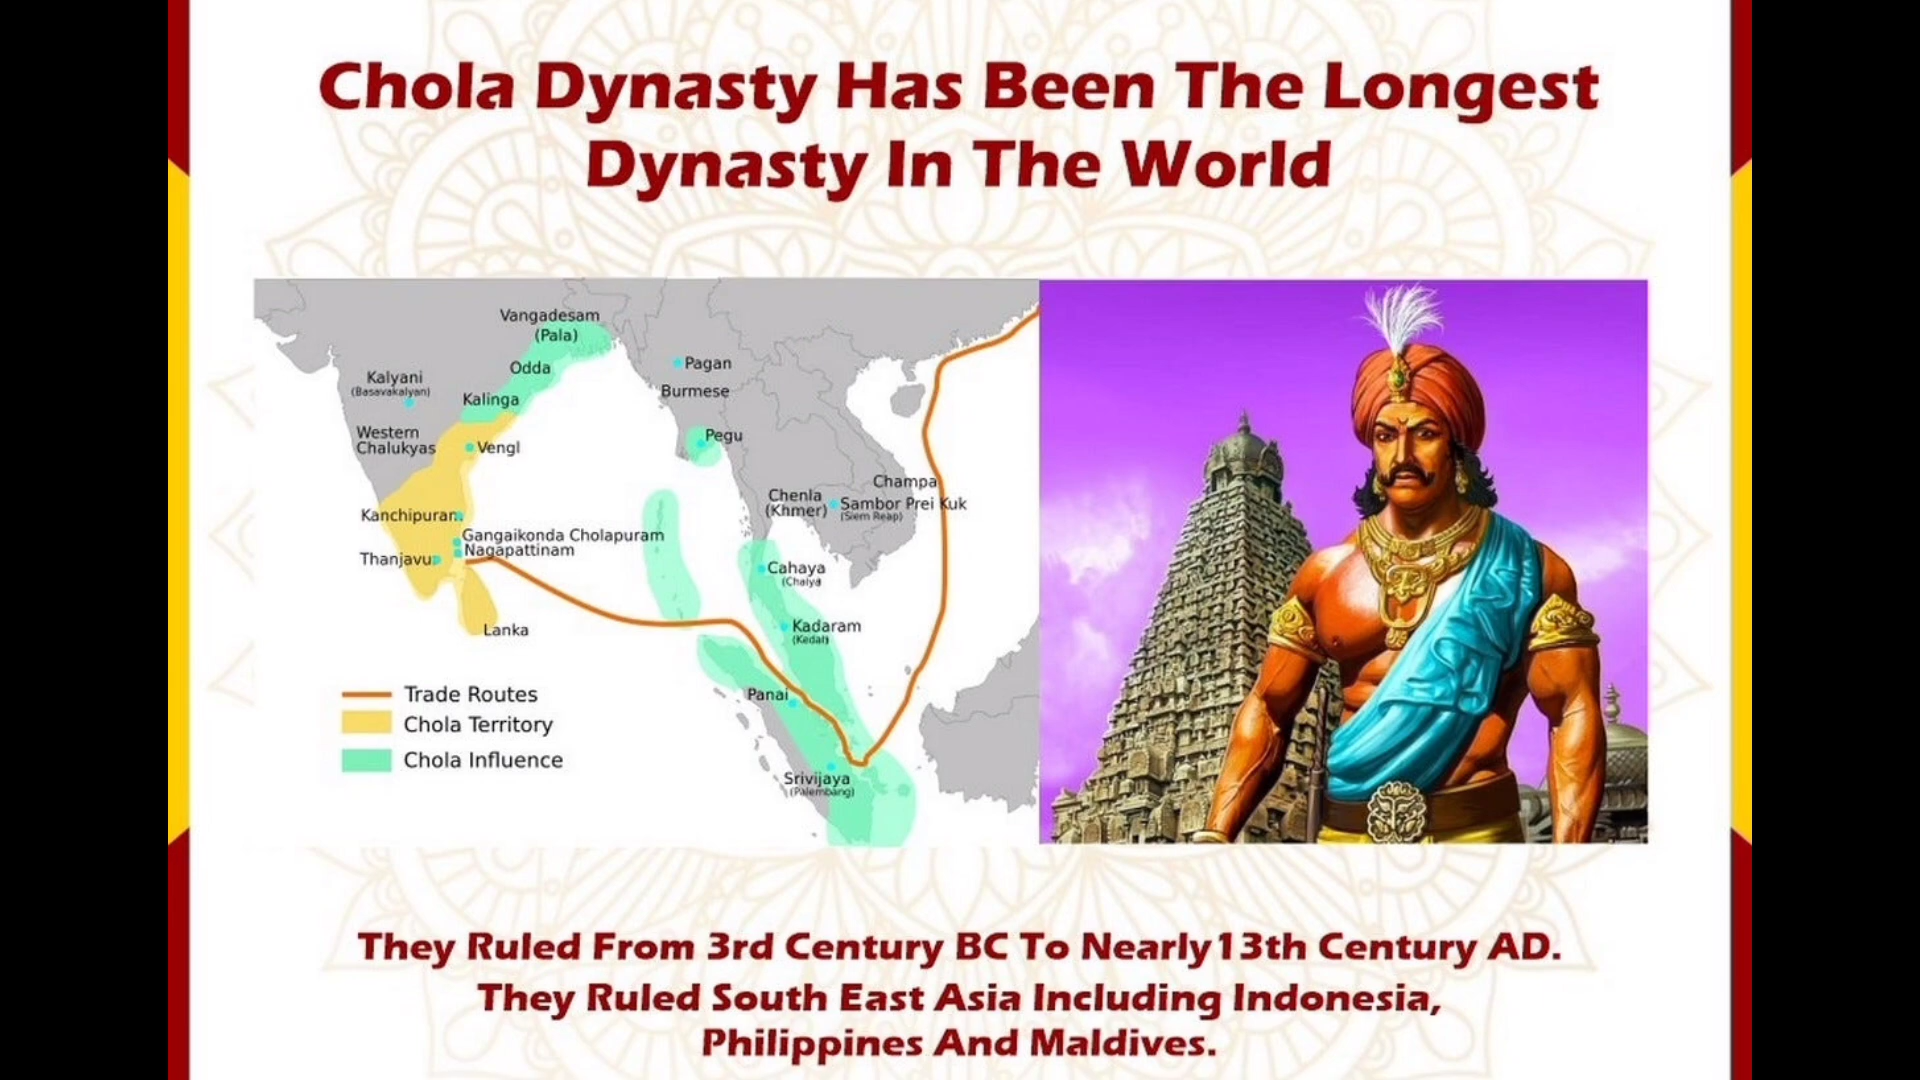 Chola Dynasty Has Been The Longest
Dynasty In The World
Vangadesam
(Pala)
Odda
Kalinga
Kalyani
(Basavakalyan)
Western
Chalukyas
Vengl
Kanchipuram
Gangaikonda Cholapuram
Nagapattinam
Thanjavur
Lanka
Pagan
Burmese
Pegu
Champa
Chenla
(Khmer)
Sambor Prei Kuk
(Siem Reap)
Cahaya
(Chaiya)
Kadaram
(Kedah)
Panai
Srivijaya
(Palembang)
Trade Routes
Chola Territory
Chola Influence
They Ruled From 3rd Century BC To Nearly13th Century AD.
They Ruled South East Asia Including Indonesia,
Philippines And Maldives.